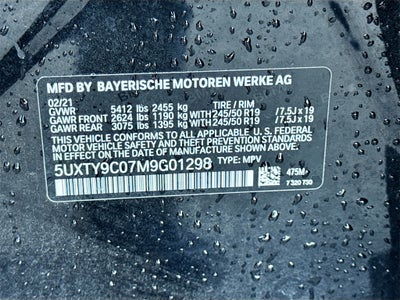 MFD BY BAYERISCHE MOTOREN WERKE AG
02/21
GVWR 5412 lbs 2455 kg TIRE / RIM
GAWR FRONT 2624 lbs 1190 kg 245/50 R19 /7.5J x 19
GAWR REAR 3075 lbs 1395 kg 245/50 R19 /7.5J x 19
THIS VEHICLE CONFORMS TO ALL APPLICABLE U.S. FEDERAL
MOTOR VEHICLE SAFETY, BUMPER, AND THEFT PREVENTION
STANDARDS IN EFFECT ON THE DATE OF MANUFACTURE SHOWN ABOVE.
5UXTY9C07M9G01298 TYPE: MPV
475M
7 320 730